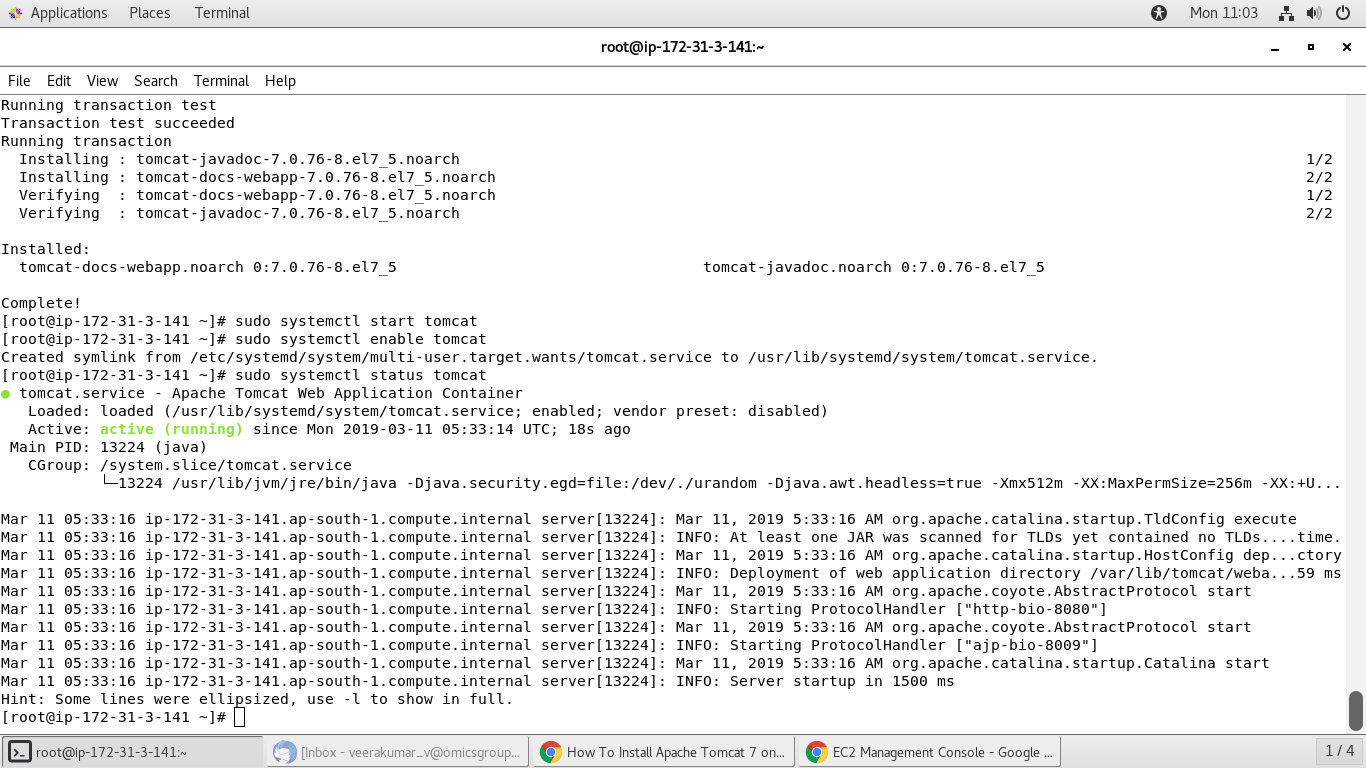 Applications Places Terminal Mon 11:03
root@ip-172-31-3-141:~
File Edit View Search Terminal Help
Running transaction test
Transaction test succeeded
Running transaction
  Installing : tomcat-javadoc-7.0.76-8.el7_5.noarch 1/2
  Installing : tomcat-docs-webapp-7.0.76-8.el7_5.noarch 2/2
  Verifying  : tomcat-docs-webapp-7.0.76-8.el7_5.noarch 1/2
  Verifying  : tomcat-javadoc-7.0.76-8.el7_5.noarch 2/2
Installed:
  tomcat-docs-webapp.noarch 0:7.0.76-8.el7_5 tomcat-javadoc.noarch 0:7.0.76-8.el7_5
Complete!
[root@ip-172-31-3-141 ~]# sudo systemctl start tomcat
[root@ip-172-31-3-141 ~]# sudo systemctl enable tomcat
Created symlink from /etc/systemd/system/multi-user.target.wants/tomcat.service to /usr/lib/systemd/system/tomcat.service.
[root@ip-172-31-3-141 ~]# sudo systemctl status tomcat
● tomcat.service - Apache Tomcat Web Application Container
   Loaded: loaded (/usr/lib/systemd/system/tomcat.service; enabled; vendor preset: disabled)
   Active: active (running) since Mon 2019-03-11 05:33:14 UTC; 18s ago
 Main PID: 13224 (java)
   CGroup: /system.slice/tomcat.service
           └─13224 /usr/lib/jvm/jre/bin/java -Djava.security.egd=file:/dev/./urandom -Djava.awt.headless=true -Xmx512m -XX:MaxPermSize=256m -XX:+U...
Mar 11 05:33:16 ip-172-31-3-141.ap-south-1.compute.internal server[13224]: Mar 11, 2019 5:33:16 AM org.apache.catalina.startup.TldConfig execute
Mar 11 05:33:16 ip-172-31-3-141.ap-south-1.compute.internal server[13224]: INFO: At least one JAR was scanned for TLDs yet contained no TLDs....time.
Mar 11 05:33:16 ip-172-31-3-141.ap-south-1.compute.internal server[13224]: Mar 11, 2019 5:33:16 AM org.apache.catalina.startup.HostConfig dep...ctory
Mar 11 05:33:16 ip-172-31-3-141.ap-south-1.compute.internal server[13224]: INFO: Deployment of web application directory /var/lib/tomcat/weba...59 ms
Mar 11 05:33:16 ip-172-31-3-141.ap-south-1.compute.internal server[13224]: Mar 11, 2019 5:33:16 AM org.apache.coyote.AbstractProtocol start
Mar 11 05:33:16 ip-172-31-3-141.ap-south-1.compute.internal server[13224]: INFO: Starting ProtocolHandler ["http-bio-8080"]
Mar 11 05:33:16 ip-172-31-3-141.ap-south-1.compute.internal server[13224]: Mar 11, 2019 5:33:16 AM org.apache.coyote.AbstractProtocol start
Mar 11 05:33:16 ip-172-31-3-141.ap-south-1.compute.internal server[13224]: INFO: Starting ProtocolHandler ["ajp-bio-8009"]
Mar 11 05:33:16 ip-172-31-3-141.ap-south-1.compute.internal server[13224]: Mar 11, 2019 5:33:16 AM org.apache.catalina.startup.Catalina start
Mar 11 05:33:16 ip-172-31-3-141.ap-south-1.compute.internal server[13224]: INFO: Server startup in 1500 ms
Hint: Some lines were ellipsized, use -l to show in full.
[root@ip-172-31-3-141 ~]#
root@ip-172-31-3-141:~ [Inbox - veerakumar_v@omicsgroup... How To Install Apache Tomcat 7 on... EC2 Management Console - Google ... 1 / 4